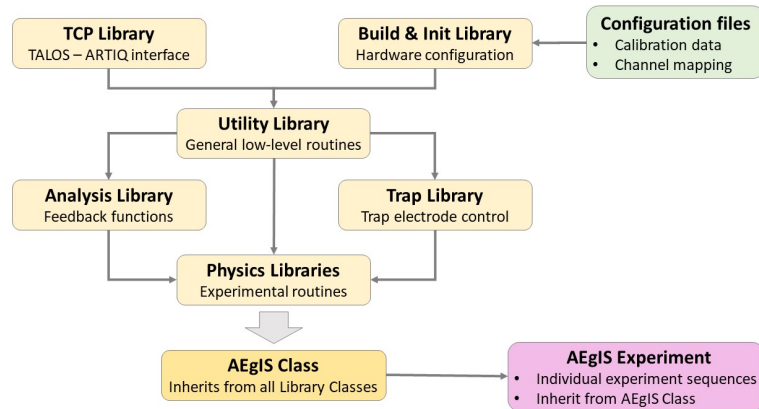 TCP Library
TALOS – ARTIQ interface
Build & Init Library
Hardware configuration
Configuration files
• Calibration data
• Channel mapping
Utility Library
General low-level routines
Analysis Library
Feedback functions
Trap Library
Trap electrode control
Physics Libraries
Experimental routines
AEgIS Class
Inherits from all Library Classes
AEgIS Experiment
• Individual experiment sequences
• Inherit from AEgIS Class